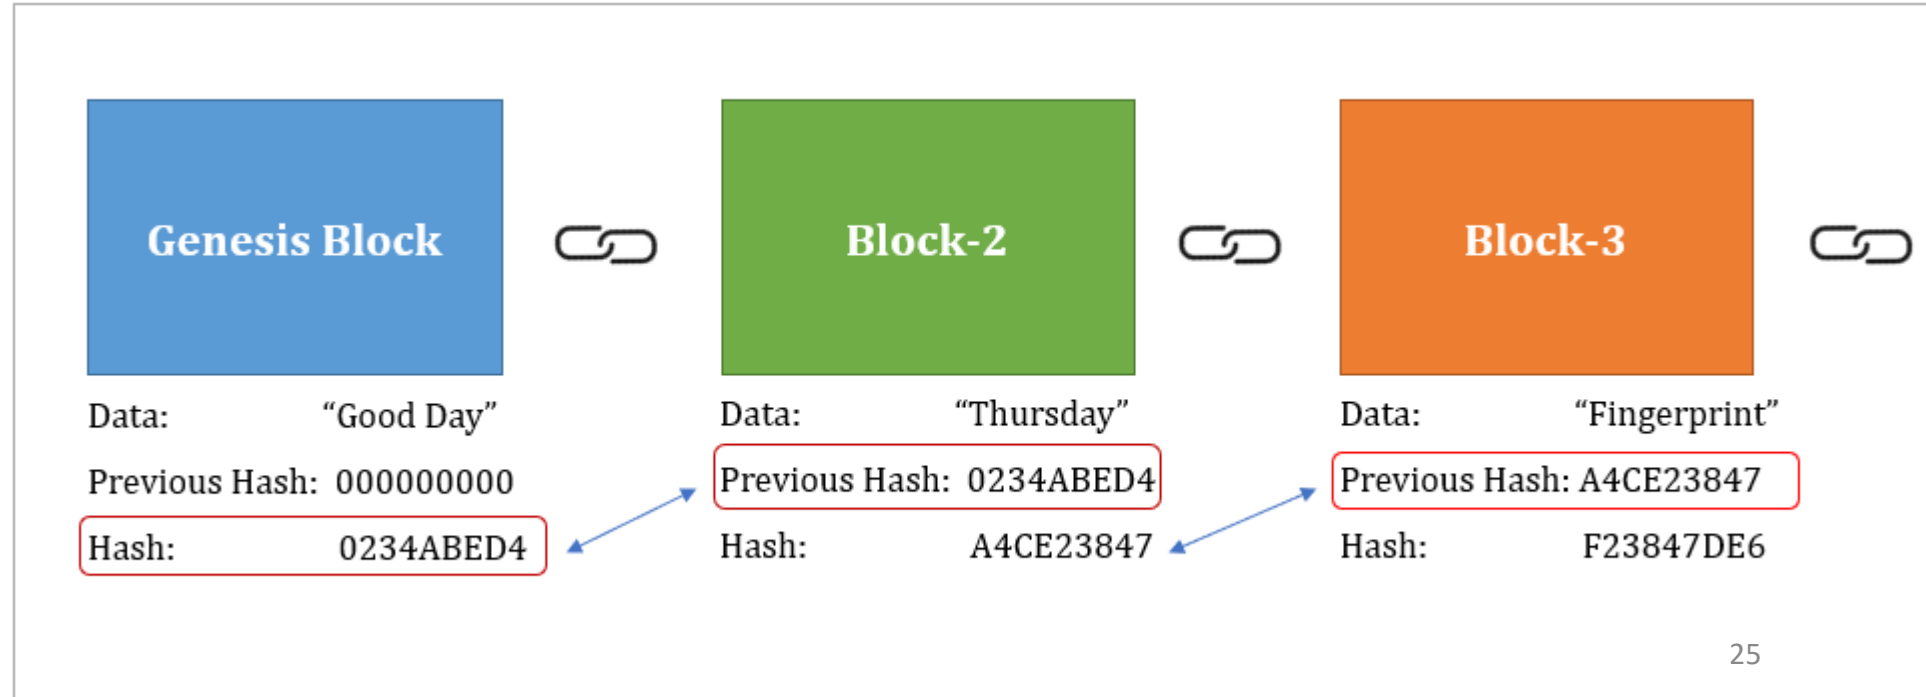 Genesis Block
Block-2
Block-3
Data: “Good Day”
Previous Hash: 000000000
Hash: 0234ABED4
Data: “Thursday”
Previous Hash: 0234ABED4
Hash: A4CE23847
Data: “Fingerprint”
Previous Hash: A4CE23847
Hash: F23847DE6
25